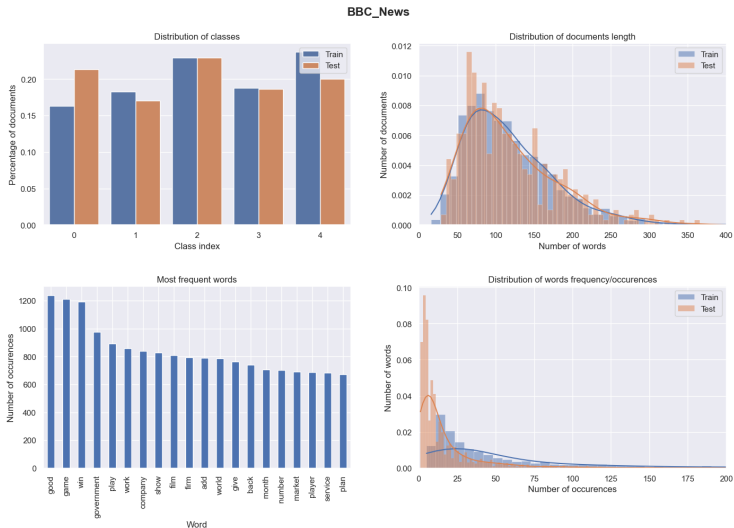 BBC_News
Distribution of classes
Train
Test
0.20
0.15
0.10
0.05
0.00
Percentage of documents
0 1 2 3 4
Class index
Distribution of documents length
Train
Test
0.012
0.010
0.008
0.006
0.004
0.002
0.000
Number of documents
0 50 100 150 200 250 300 350 400
Number of words
Most frequent words
1200
1000
800
600
400
200
0
Number of occurences
good game win government play work company show film firm add world give back month number market player service plan
Word
Distribution of words frequency/occurences
Train
Test
0.10
0.08
0.06
0.04
0.02
0.00
Number of words
0 25 50 75 100 125 150 175 200
Number of occurences